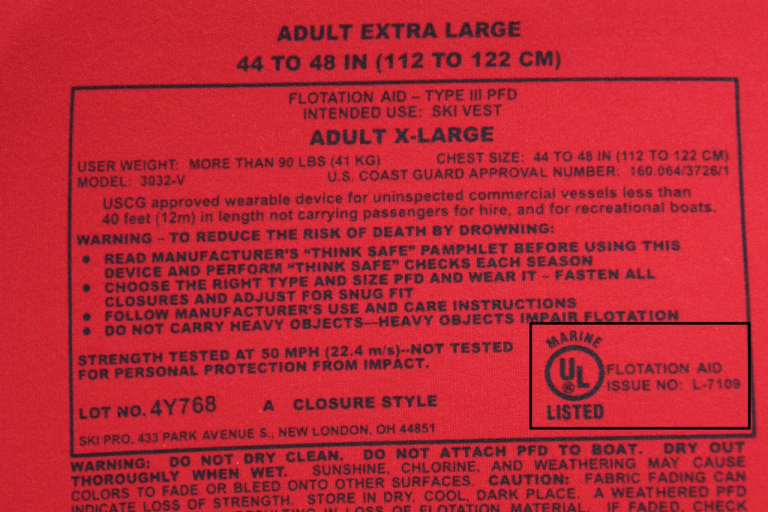 ADULT EXTRA LARGE
44 TO 48 IN (112 TO 122 CM)
FLOTATION AID – TYPE III PFD
INTENDED USE: SKI VEST
ADULT X-LARGE
USER WEIGHT: MORE THAN 90 LBS (41 KG) CHEST SIZE: 44 TO 48 IN (112 TO 122 CM)
MODEL: 3032-V U.S. COAST GUARD APPROVAL NUMBER: 160.064/3726/1
USCG approved wearable device for uninspected commercial vessels less than
40 feet (12m) in length not carrying passengers for hire, and for recreational boats.
WARNING – TO REDUCE THE RISK OF DEATH BY DROWNING:
• READ MANUFACTURER'S "THINK SAFE" PAMPHLET BEFORE USING THIS
DEVICE AND PERFORM "THINK SAFE" CHECKS EACH SEASON
• CHOOSE THE RIGHT TYPE AND SIZE PFD AND WEAR IT – FASTEN ALL
CLOSURES AND ADJUST FOR SNUG FIT
• FOLLOW MANUFACTURER'S USE AND CARE INSTRUCTIONS
• DO NOT CARRY HEAVY OBJECTS—HEAVY OBJECTS IMPAIR FLOTATION
STRENGTH TESTED AT 50 MPH (22.4 m/s)--NOT TESTED
FOR PERSONAL PROTECTION FROM IMPACT.
MARINE
UL
®
LISTED
FLOTATION AID
ISSUE NO: L-7109
LOT NO. 4Y768 A CLOSURE STYLE
SKI PRO, 433 PARK AVENUE S., NEW LONDON, OH 44851
WARNING: DO NOT DRY CLEAN. DO NOT ATTACH PFD TO BOAT. DRY OUT
THOROUGHLY WHEN WET. SUNSHINE, CHLORINE, AND WEATHERING MAY CAUSE
COLORS TO FADE OR BLEED ONTO OTHER SURFACES. CAUTION: FABRIC FADING CAN
INDICATE LOSS OF STRENGTH. STORE IN DRY, COOL, DARK PLACE. A WEATHERED PFD
RESULTING IN LOSS OF FLOTATION MATERIAL. IF FADED, CHECK